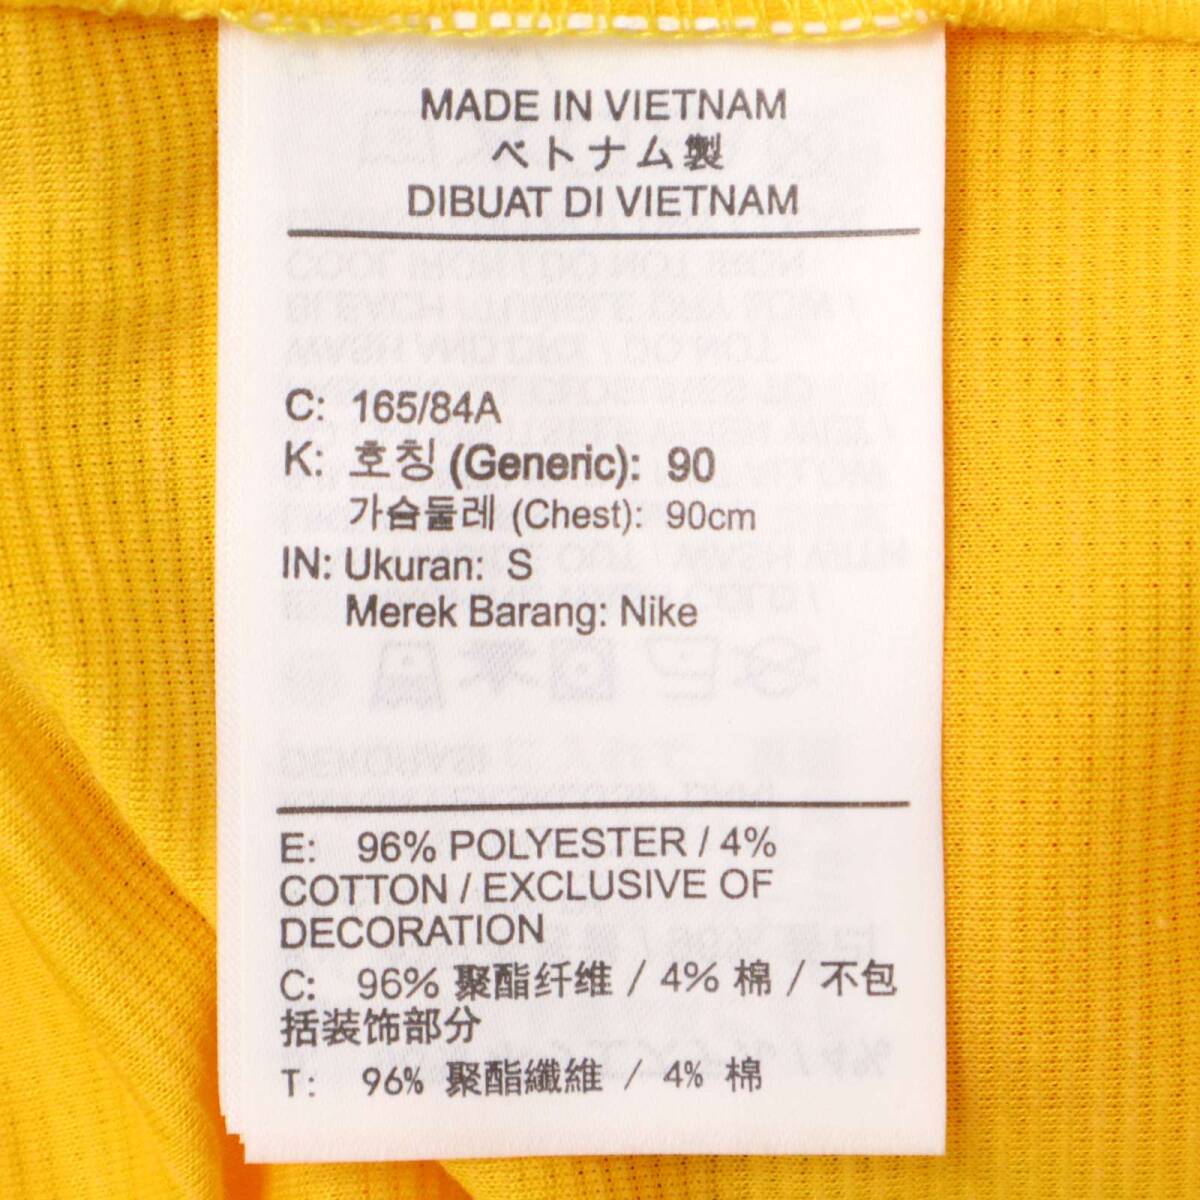 MADE IN VIETNAM
ベトナム製
DIBUAT DI VIETNAM
C: 165/84A
K: 호칭 (Generic): 90
가슴둘레 (Chest): 90cm
IN: Ukuran: S
Merek Barang: Nike
E: 96% POLYESTER / 4%
COTTON / EXCLUSIVE OF
DECORATION
C: 96% 聚酯纤维 / 4% 棉 / 不包
括装饰部分
T: 96% 聚酯纖維 / 4% 棉